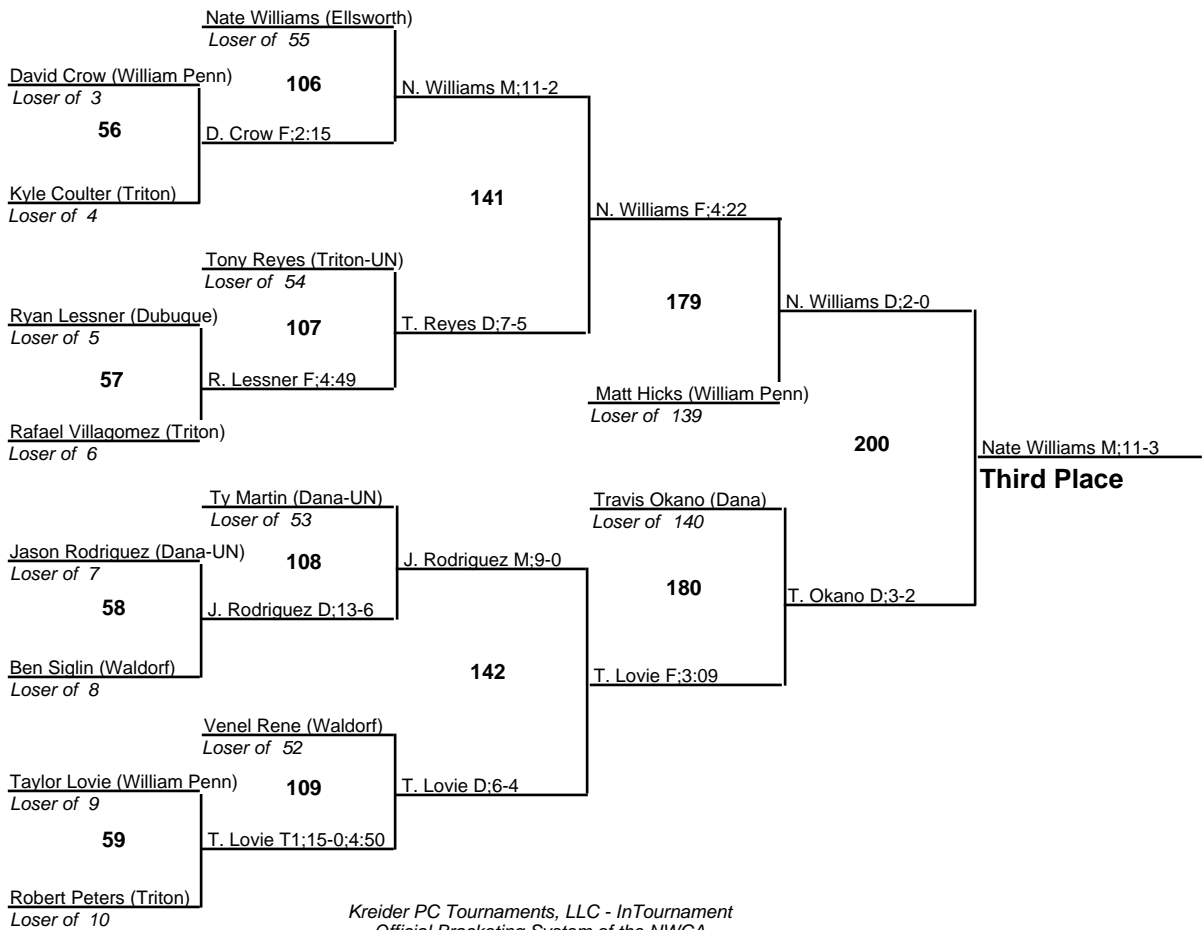 Nate Williams (Ellsworth)
Loser of 55
David Crow (William Penn)
Loser of 3
106
N. Williams M;11-2
56
D. Crow F;2:15
Kyle Coulter (Triton)
Loser of 4
141
N. Williams F;4:22
Tony Reyes (Triton-UN)
Loser of 54
179
N. Williams D;2-0
Ryan Lessner (Dubuque)
Loser of 5
107
T. Reyes D;7-5
57
R. Lessner F;4:49
Matt Hicks (William Penn)
Loser of 139
Rafael Villagomez (Triton)
Loser of 6
200
Nate Williams M;11-3
Third Place
Ty Martin (Dana-UN)
Loser of 53
Travis Okano (Dana)
Loser of 140
Jason Rodriguez (Dana-UN)
Loser of 7
108
J. Rodriguez M;9-0
180
T. Okano D;3-2
58
J. Rodriguez D;13-6
Ben Siglin (Waldorf)
Loser of 8
142
T. Lovie F;3:09
Venel Rene (Waldorf)
Loser of 52
Taylor Lovie (William Penn)
Loser of 9
109
T. Lovie D;6-4
59
T. Lovie T1;15-0;4:50
Robert Peters (Triton)
Loser of 10
Kreider PC Tournaments, LLC - InTournament
Official Bracketing System of the NWCA